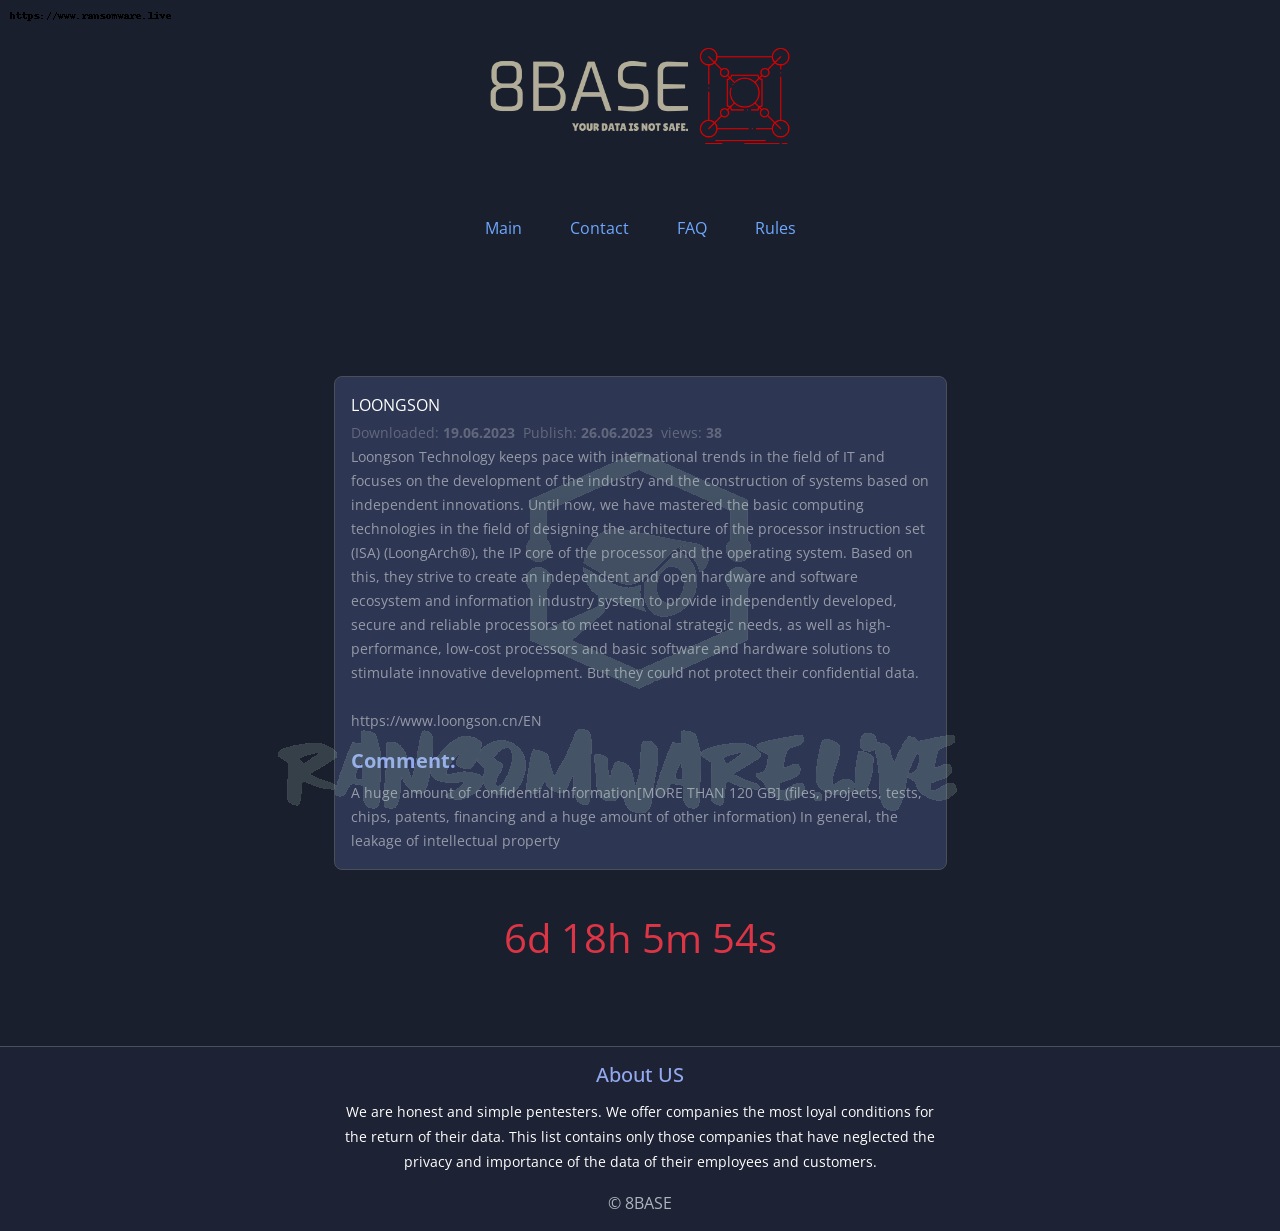 https://www.ransomware.live
8BASE
YOUR DATA IS NOT SAFE.
Main Contact FAQ Rules
LOONGSON
Downloaded: 19.06.2023 Publish: 26.06.2023 views: 38
Loongson Technology keeps pace with international trends in the field of IT and
focuses on the development of the industry and the construction of systems based on
independent innovations. Until now, we have mastered the basic computing
technologies in the field of designing the architecture of the processor instruction set
(ISA) (LoongArch®), the IP core of the processor and the operating system. Based on
this, they strive to create an independent and open hardware and software
ecosystem and information industry system to provide independently developed,
secure and reliable processors to meet national strategic needs, as well as high-
performance, low-cost processors and basic software and hardware solutions to
stimulate innovative development. But they could not protect their confidential data.
https://www.loongson.cn/EN
RANSOMWARE.LIVE
Comment:
A huge amount of confidential information[MORE THAN 120 GB] (files, projects, tests,
chips, patents, financing and a huge amount of other information) In general, the
leakage of intellectual property
6d 18h 5m 54s
About US
We are honest and simple pentesters. We offer companies the most loyal conditions for
the return of their data. This list contains only those companies that have neglected the
privacy and importance of the data of their employees and customers.
© 8BASE